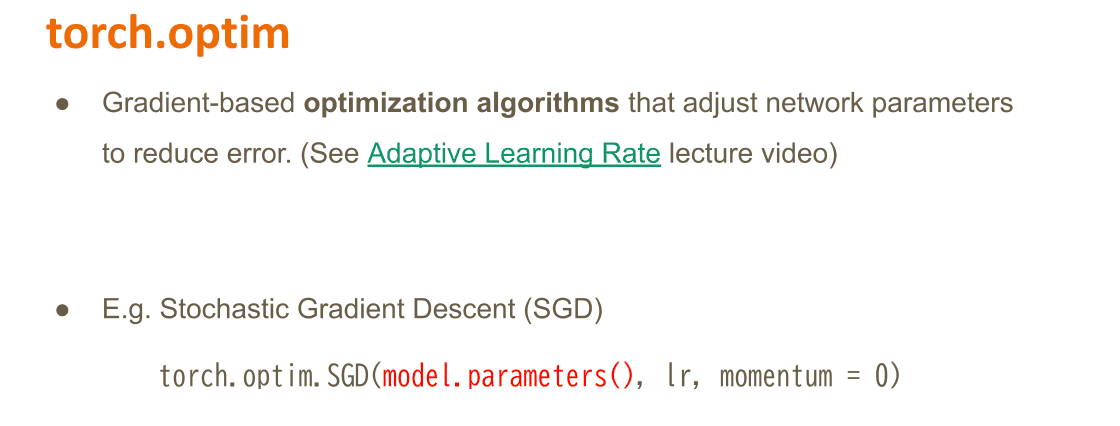 torch.optim
● Gradient-based optimization algorithms that adjust network parameters
to reduce error. (See Adaptive Learning Rate lecture video)
● E.g. Stochastic Gradient Descent (SGD)
torch.optim.SGD(model.parameters(), lr, momentum = 0)